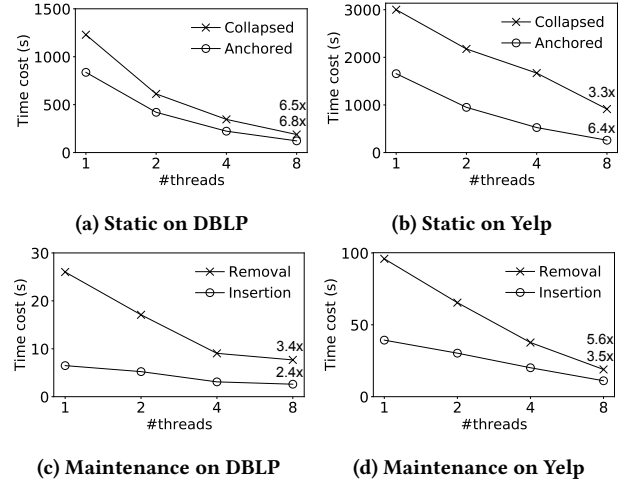 1500
1000
500
0
Time cost (s)
Collapsed
Anchored
6.5x
6.8x
1 2 4 8
#threads
(a) Static on DBLP
3000
2000
1000
0
Time cost (s)
Collapsed
Anchored
3.3x
6.4x
1 2 4 8
#threads
(b) Static on Yelp
30
20
10
0
Time cost (s)
Removal
Insertion
3.4x
2.4x
1 2 4 8
#threads
(c) Maintenance on DBLP
100
50
0
Time cost (s)
Removal
Insertion
5.6x
3.5x
1 2 4 8
#threads
(d) Maintenance on Yelp